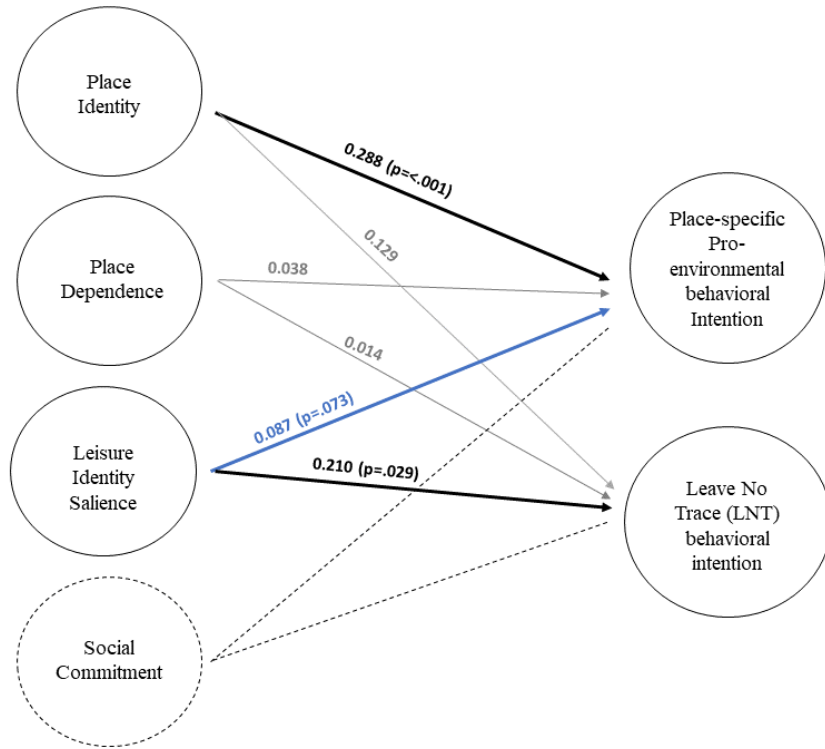 Place
Identity
0.288 (p=<.001)
0.129
Place
Dependence
0.038
0.014
Leisure
Identity
Salience
0.087 (p=.073)
0.210 (p=.029)
Social
Commitment
Place-specific
Pro-
environmental
behavioral
Intention
Leave No
Trace (LNT)
behavioral
intention